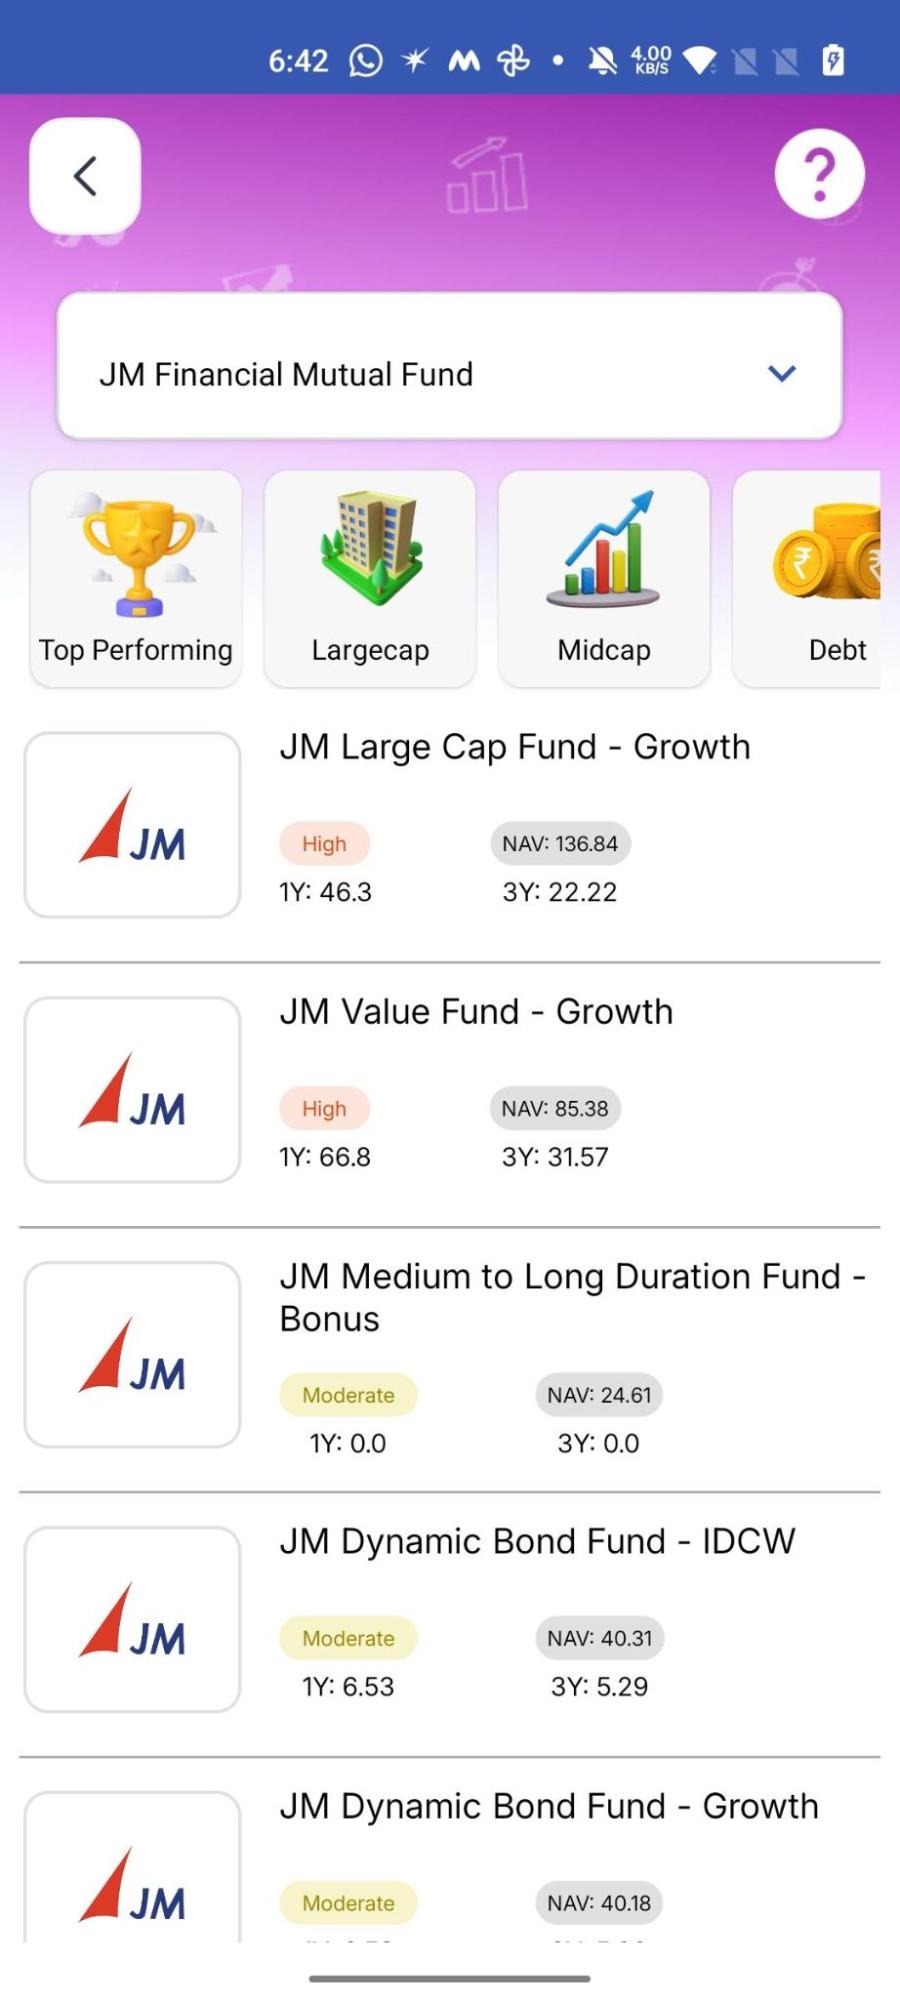 6:42
4.00
KB/S
?
JM Financial Mutual Fund
Top Performing
Largecap
Midcap
Debt
JM Large Cap Fund - Growth
JM
High
NAV: 136.84
1Y: 46.3
3Y: 22.22
JM Value Fund - Growth
JM
High
NAV: 85.38
1Y: 66.8
3Y: 31.57
JM Medium to Long Duration Fund -
Bonus
JM
Moderate
NAV: 24.61
1Y: 0.0
3Y: 0.0
JM Dynamic Bond Fund - IDCW
JM
Moderate
NAV: 40.31
1Y: 6.53
3Y: 5.29
JM Dynamic Bond Fund - Growth
JM
Moderate
NAV: 40.18